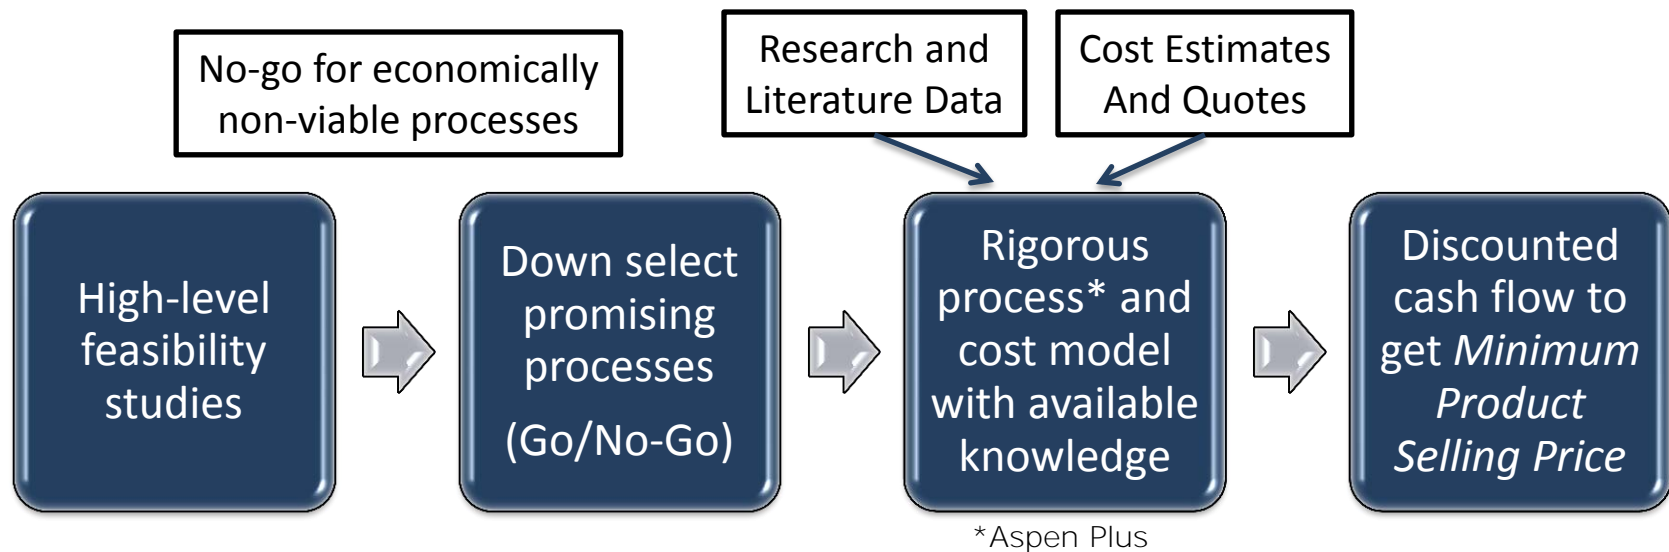 No-go for economically
non-viable processes
Research and
Literature Data
Cost Estimates
And Quotes
High-level
feasibility
studies
Down select
promising
processes
(Go/No-Go)
Rigorous
process* and
cost model
with available
knowledge
Discounted
cash flow to
get Minimum
Product
Selling Price
*Aspen Plus